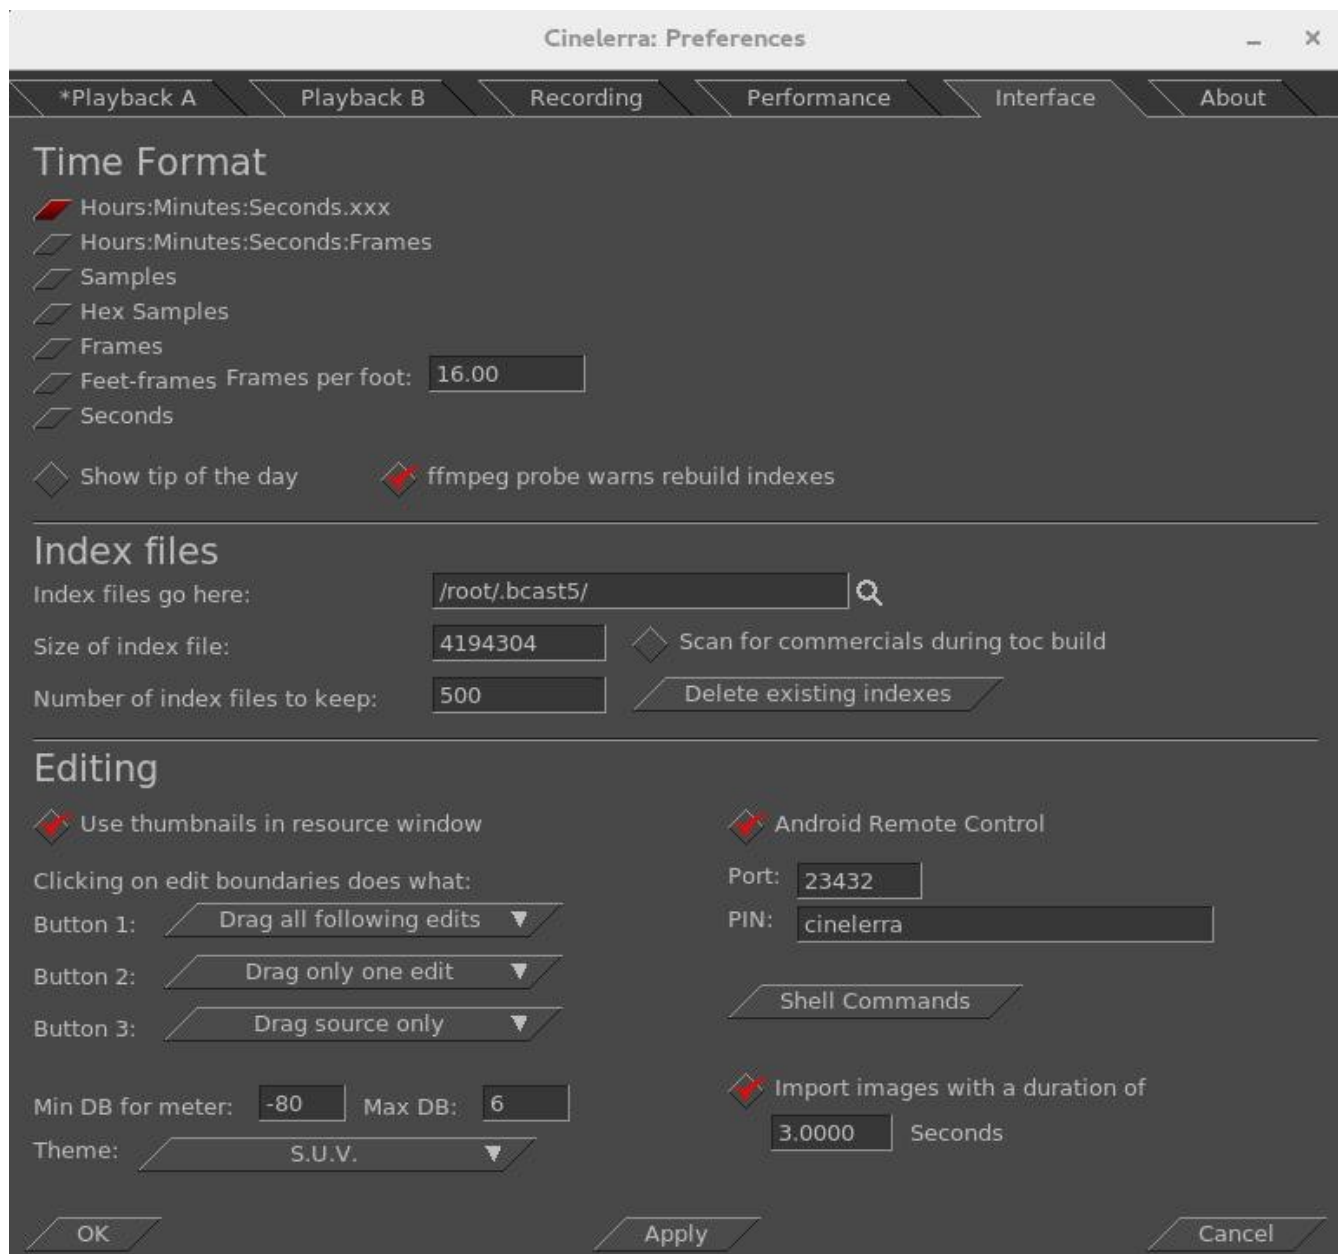 Cinelerra: Preferences
*Playback A Playback B Recording Performance Interface About
Time Format
Hours:Minutes:Seconds.xxx
Hours:Minutes:Seconds:Frames
Samples
Hex Samples
Frames
Feet-frames Frames per foot: 16.00
Seconds
Show tip of the day ffmpeg probe warns rebuild indexes
Index files
Index files go here: /root/.bcast5/
Size of index file: 4194304 Scan for commercials during toc build
Number of index files to keep: 500 Delete existing indexes
Editing
Use thumbnails in resource window Android Remote Control
Clicking on edit boundaries does what: Port: 23432
Button 1: Drag all following edits PIN: cinelerra
Button 2: Drag only one edit
Shell Commands
Button 3: Drag source only
Import images with a duration of
Min DB for meter: -80 Max DB: 6 3.0000 Seconds
Theme: S.U.V.
OK Apply Cancel